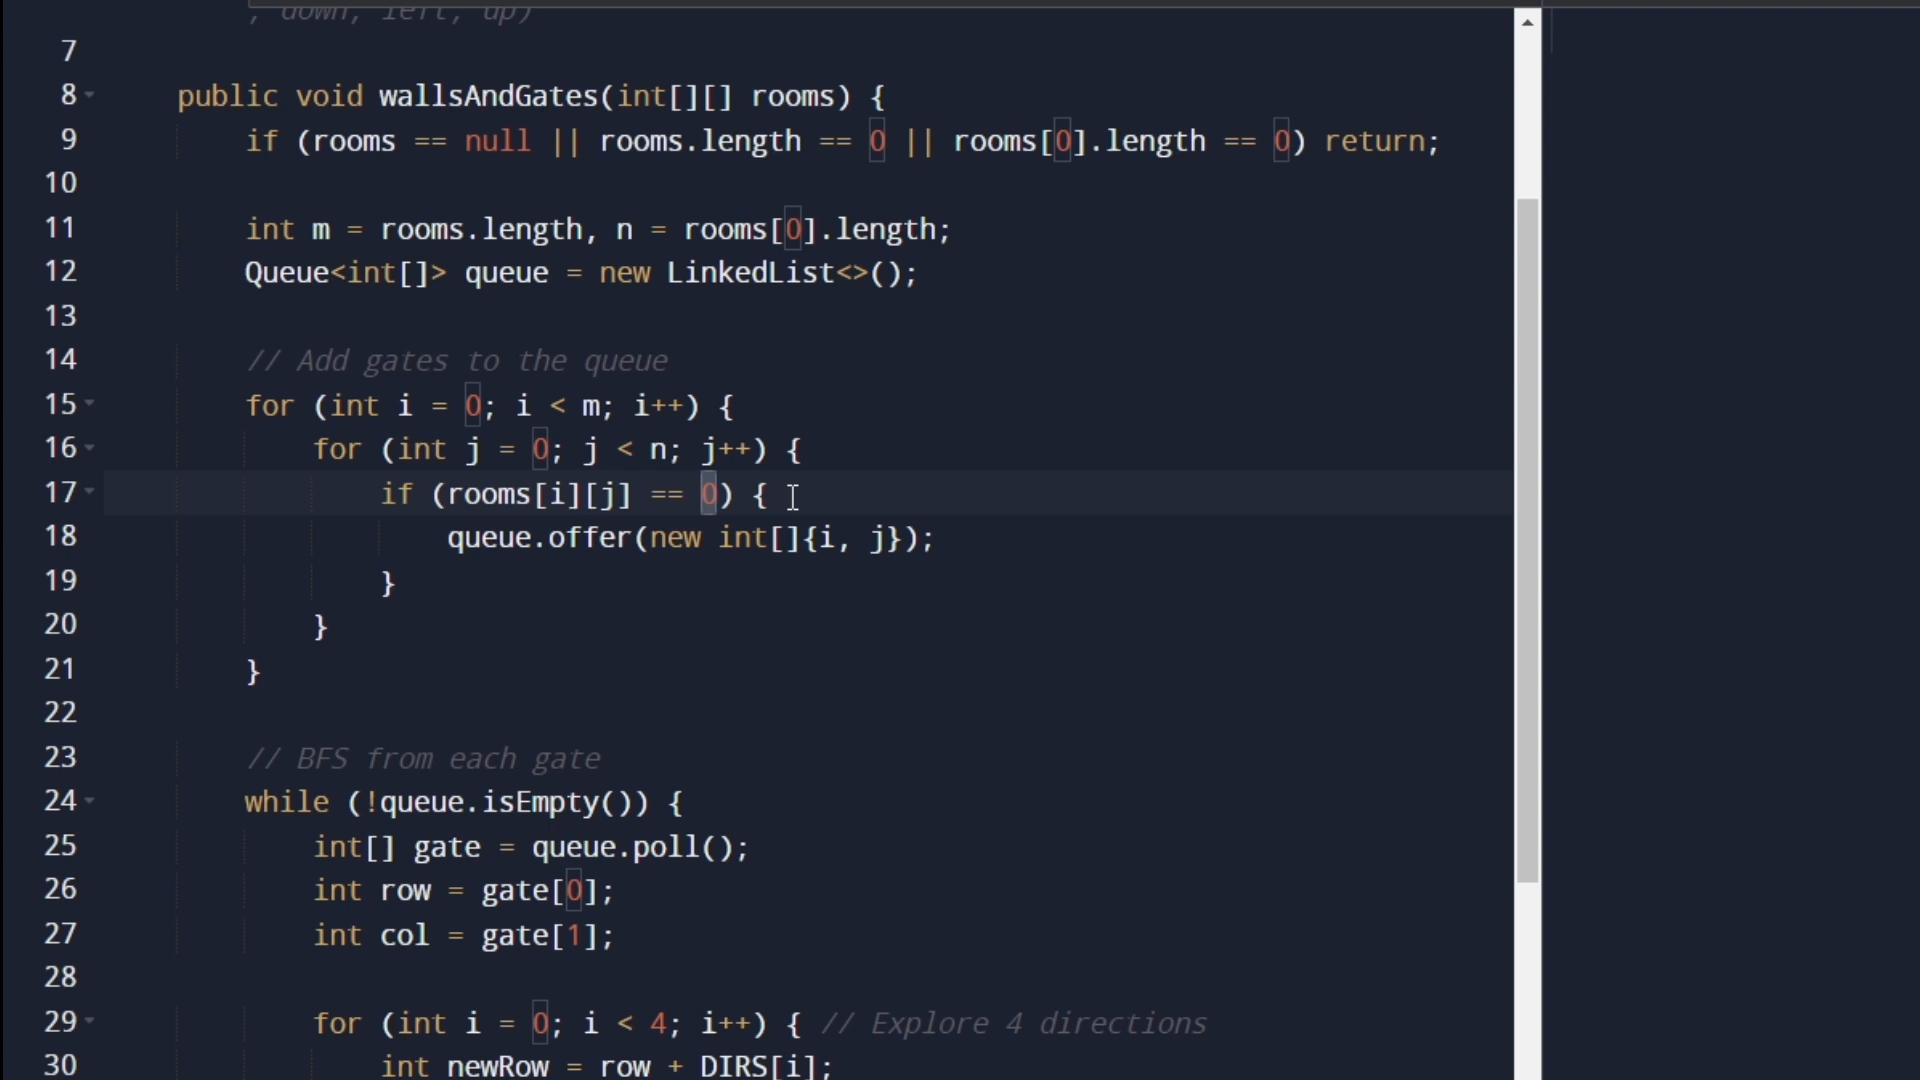 , down, left, up)
7
8 public void wallsAndGates(int[][] rooms) {
9 if (rooms == null || rooms.length == 0 || rooms[0].length == 0) return;
10
11 int m = rooms.length, n = rooms[0].length;
12 Queue<int[]> queue = new LinkedList<>();
13
14 // Add gates to the queue
15 for (int i = 0; i < m; i++) {
16 for (int j = 0; j < n; j++) {
17 if (rooms[i][j] == 0) {
18 queue.offer(new int[]{i, j});
19 }
20 }
21 }
22
23 // BFS from each gate
24 while (!queue.isEmpty()) {
25 int[] gate = queue.poll();
26 int row = gate[0];
27 int col = gate[1];
28
29 for (int i = 0; i < 4; i++) { // Explore 4 directions
30 int newRow = row + DIRS[i];